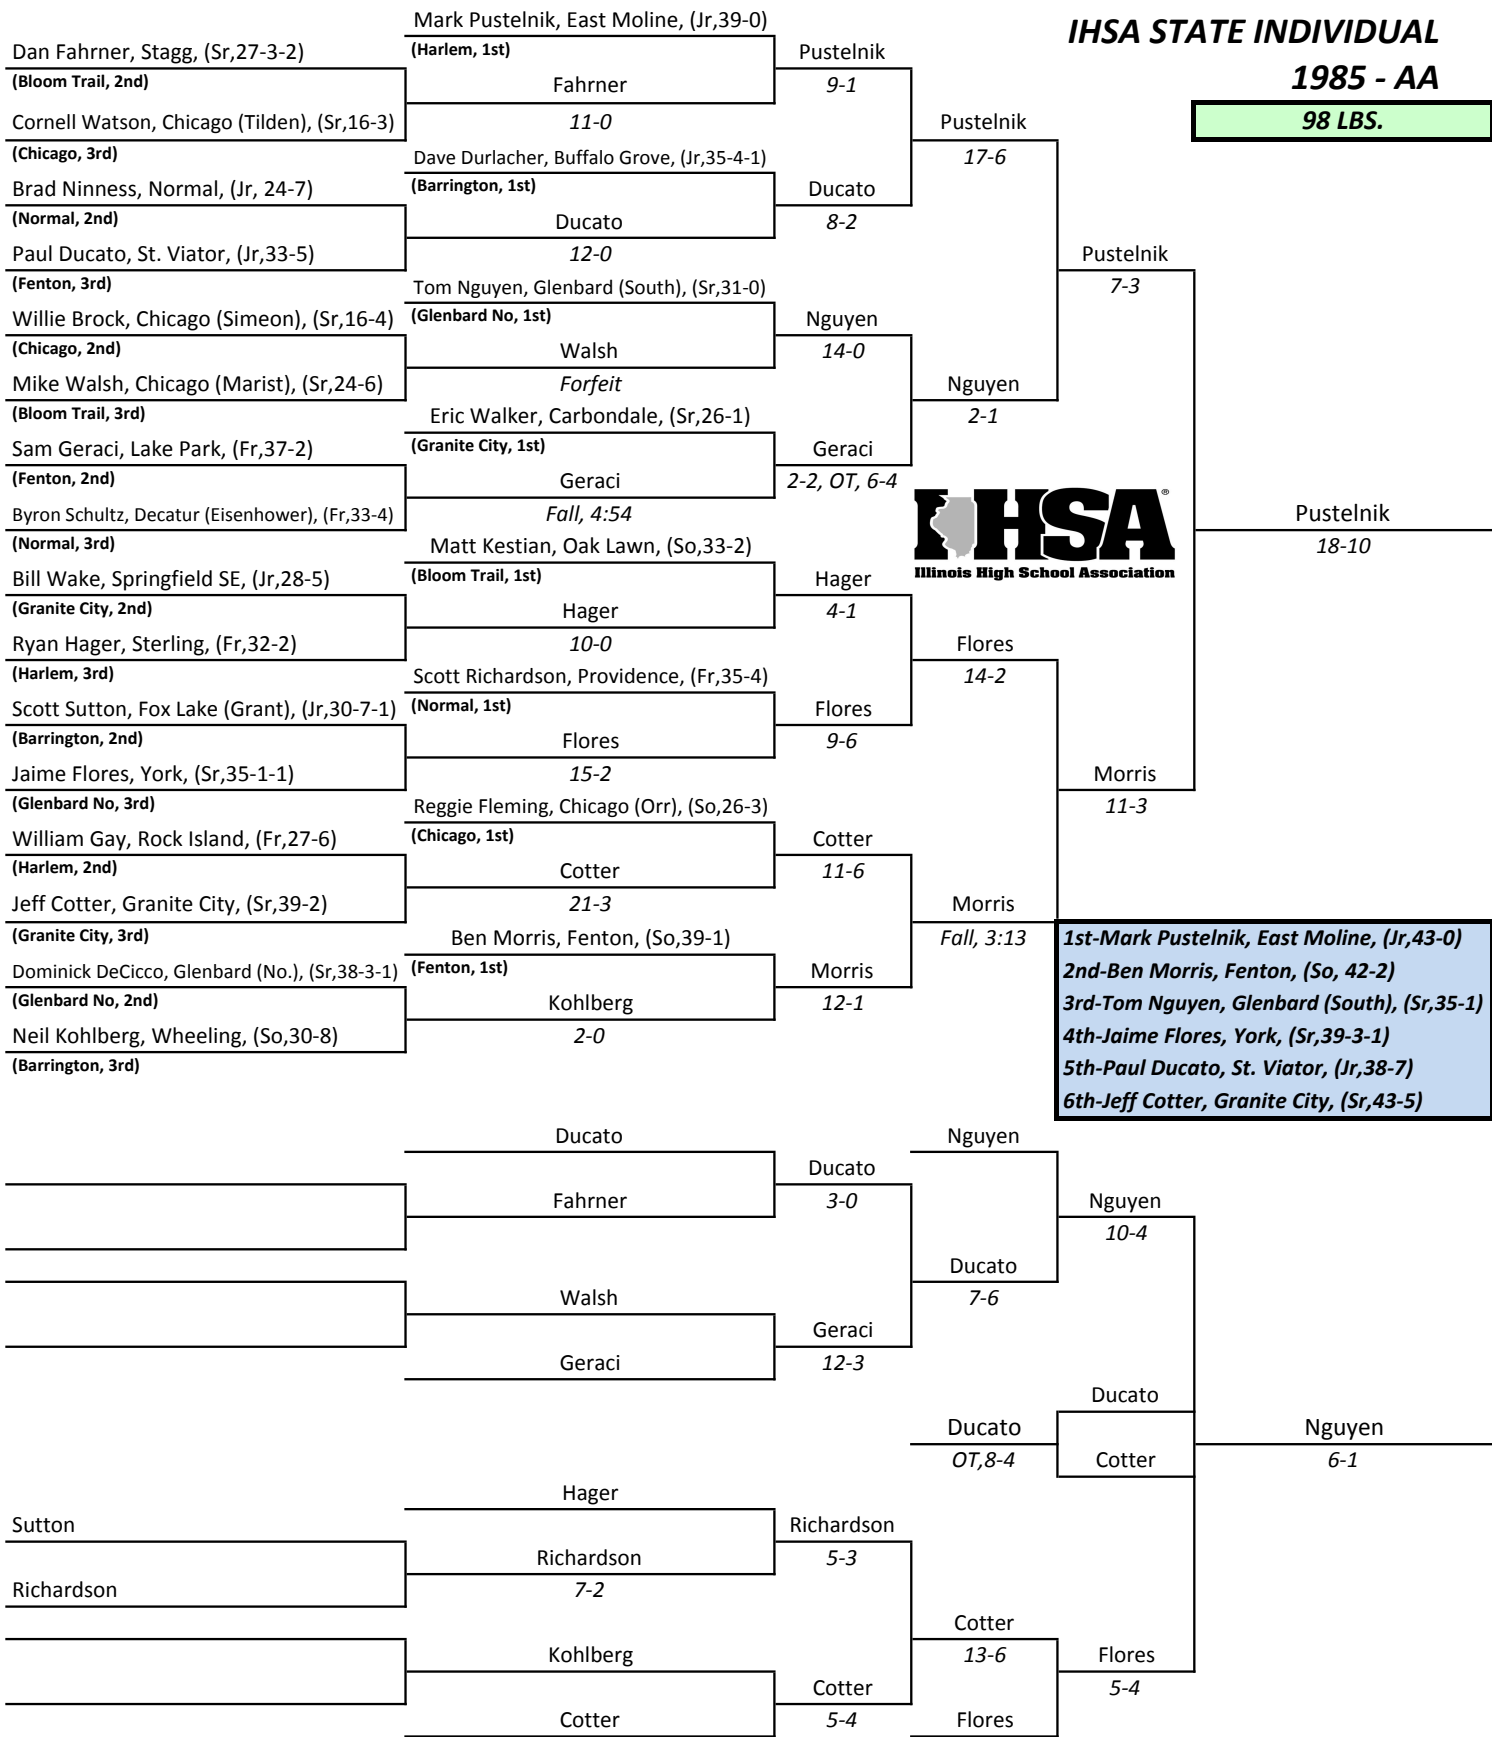 IHSA STATE INDIVIDUAL
1985 - AA
98 LBS.
Dan Fahrner, Stagg, (Sr,27-3-2)
(Bloom Trail, 2nd)
Cornell Watson, Chicago (Tilden), (Sr,16-3)
(Chicago, 3rd)
Brad Ninness, Normal, (Jr, 24-7)
(Normal, 2nd)
Paul Ducato, St. Viator, (Jr,33-5)
(Fenton, 3rd)
Willie Brock, Chicago (Simeon), (Sr,16-4)
(Chicago, 2nd)
Mike Walsh, Chicago (Marist), (Sr,24-6)
(Bloom Trail, 3rd)
Sam Geraci, Lake Park, (Fr,37-2)
(Fenton, 2nd)
Byron Schultz, Decatur (Eisenhower), (Fr,33-4)
(Normal, 3rd)
Bill Wake, Springfield SE, (Jr,28-5)
(Granite City, 2nd)
Ryan Hager, Sterling, (Fr,32-2)
(Harlem, 3rd)
Scott Sutton, Fox Lake (Grant), (Jr,30-7-1)
(Barrington, 2nd)
Jaime Flores, York, (Sr,35-1-1)
(Glenbard No, 3rd)
William Gay, Rock Island, (Fr,27-6)
(Harlem, 2nd)
Jeff Cotter, Granite City, (Sr,39-2)
(Granite City, 3rd)
Dominick DeCicco, Glenbard (No.), (Sr,38-3-1)
(Glenbard No, 2nd)
Neil Kohlberg, Wheeling, (So,30-8)
(Barrington, 3rd)
Mark Pustelnik, East Moline, (Jr,39-0)
(Harlem, 1st)
Fahrner
11-0
Dave Durlacher, Buffalo Grove, (Jr,35-4-1)
(Barrington, 1st)
Ducato
12-0
Tom Nguyen, Glenbard (South), (Sr,31-0)
(Glenbard No, 1st)
Walsh
Forfeit
Eric Walker, Carbondale, (Sr,26-1)
(Granite City, 1st)
Geraci
Fall, 4:54
Matt Kestian, Oak Lawn, (So,33-2)
(Bloom Trail, 1st)
Hager
10-0
Scott Richardson, Providence, (Fr,35-4)
(Normal, 1st)
Flores
15-2
Reggie Fleming, Chicago (Orr), (So,26-3)
(Chicago, 1st)
Cotter
21-3
Ben Morris, Fenton, (So,39-1)
(Fenton, 1st)
Kohlberg
2-0
Pustelnik
9-1
Ducato
8-2
Nguyen
14-0
Geraci
2-2, OT, 6-4
Hager
4-1
Flores
9-6
Cotter
11-6
Morris
12-1
Pustelnik
17-6
Nguyen
2-1
IHSA®
Illinois High School Association
Flores
14-2
Morris
Fall, 3:13
Pustelnik
7-3
Morris
11-3
Pustelnik
18-10
1st-Mark Pustelnik, East Moline, (Jr,43-0)
2nd-Ben Morris, Fenton, (So, 42-2)
3rd-Tom Nguyen, Glenbard (South), (Sr,35-1)
4th-Jaime Flores, York, (Sr,39-3-1)
5th-Paul Ducato, St. Viator, (Jr,38-7)
6th-Jeff Cotter, Granite City, (Sr,43-5)
Ducato
Fahrner
Walsh
Geraci
Ducato
3-0
Geraci
12-3
Nguyen
Ducato
7-6
Nguyen
10-4
Ducato
OT,8-4
Ducato
Cotter
Nguyen
6-1
Sutton
Richardson
Hager
Richardson
7-2
Kohlberg
Cotter
Richardson
5-3
Cotter
5-4
Cotter
13-6
Flores
Flores
5-4